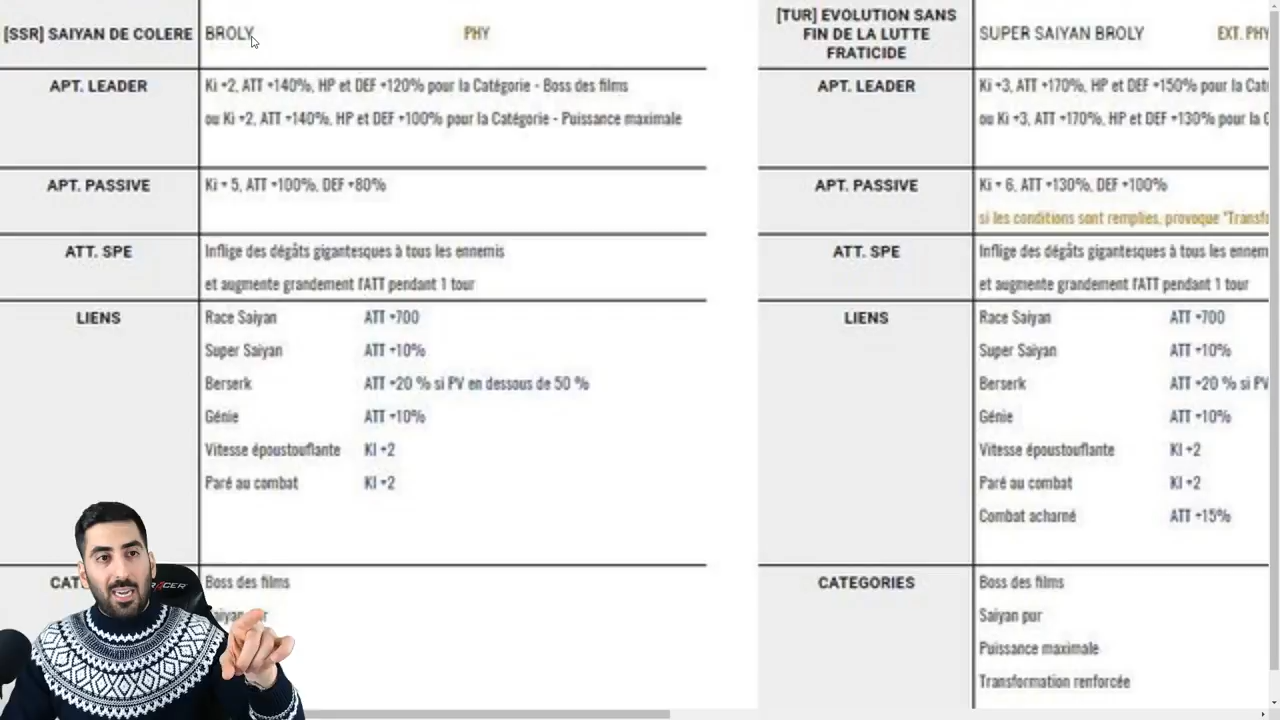 [SSR] SAIYAN DE COLERE
BROLY
PHY
APT. LEADER
Ki +2, ATT +140%, HP et DEF +120% pour la Catégorie - Boss des films
ou Ki +2, ATT +140%, HP et DEF +100% pour la Catégorie - Puissance maximale
APT. PASSIVE
Ki + 5, ATT +100%, DEF +80%
ATT. SPE
Inflige des dégâts gigantesques à tous les ennemis
et augmente grandement l'ATT pendant 1 tour
LIENS
Race Saiyan ATT +700
Super Saiyan ATT +10%
Berserk ATT +20 % si PV en dessous de 50 %
Génie ATT +10%
Vitesse époustouflante KI +2
Paré au combat KI +2
Boss des films
[TUR] EVOLUTION SANS
FIN DE LA LUTTE
FRATICIDE
SUPER SAIYAN BROLY
EXT. PHY
APT. LEADER
Ki +3, ATT +170%, HP et DEF +150% pour la
ou Ki +3, ATT +170%, HP et DEF +130% pour la
APT. PASSIVE
Ki + 6, ATT +130%, DEF +100%
si les conditions sont remplies, provoque
ATT. SPE
Inflige des dégâts gigantesques à tous les
et augmente grandement l'ATT pendant 1 tour
LIENS
Race Saiyan ATT +700
Super Saiyan ATT +10%
Berserk ATT +20 % si PV
Génie ATT +10%
Vitesse époustouflante KI +2
Paré au combat KI +2
Combat acharné ATT +15%
CATEGORIES
Boss des films
Saiyan pur
Puissance maximale
Transformation renforcée